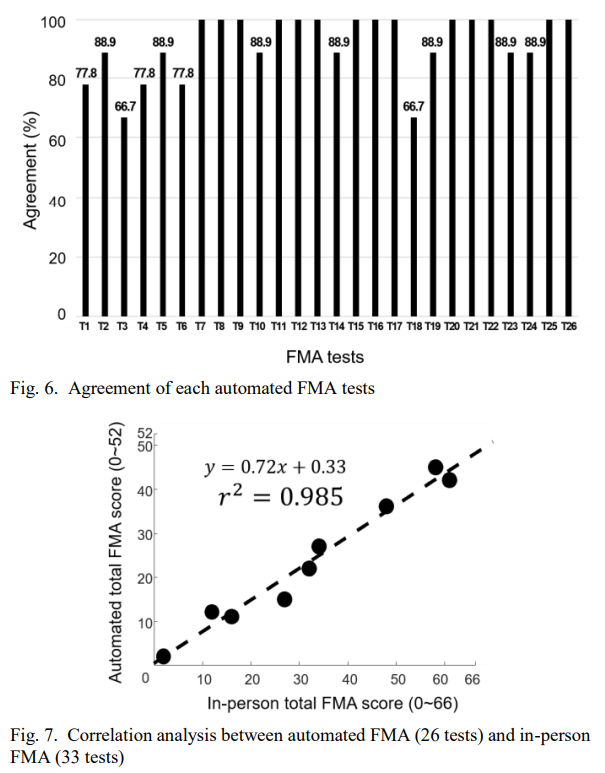 100
88.9 88.9 88.9 88.9 88.9 88.9 88.9
80 77.8 77.8 77.8
66.7 66.7
60
40
20
0
Agreement (%)
T1 T2 T3 T4 T5 T6 T7 T8 T9 T10 T11 T12 T13 T14 T15 T16 T17 T18 T19 T20 T21 T22 T23 T24 T25 T26
FMA tests
Fig. 6. Agreement of each automated FMA tests
Automated total FMA score (0~52)
52
50
40
30
20
10
y = 0.72x + 0.33
r² = 0.985
0 10 20 30 40 50 60 66
In-person total FMA score (0~66)
Fig. 7. Correlation analysis between automated FMA (26 tests) and in-person
FMA (33 tests)